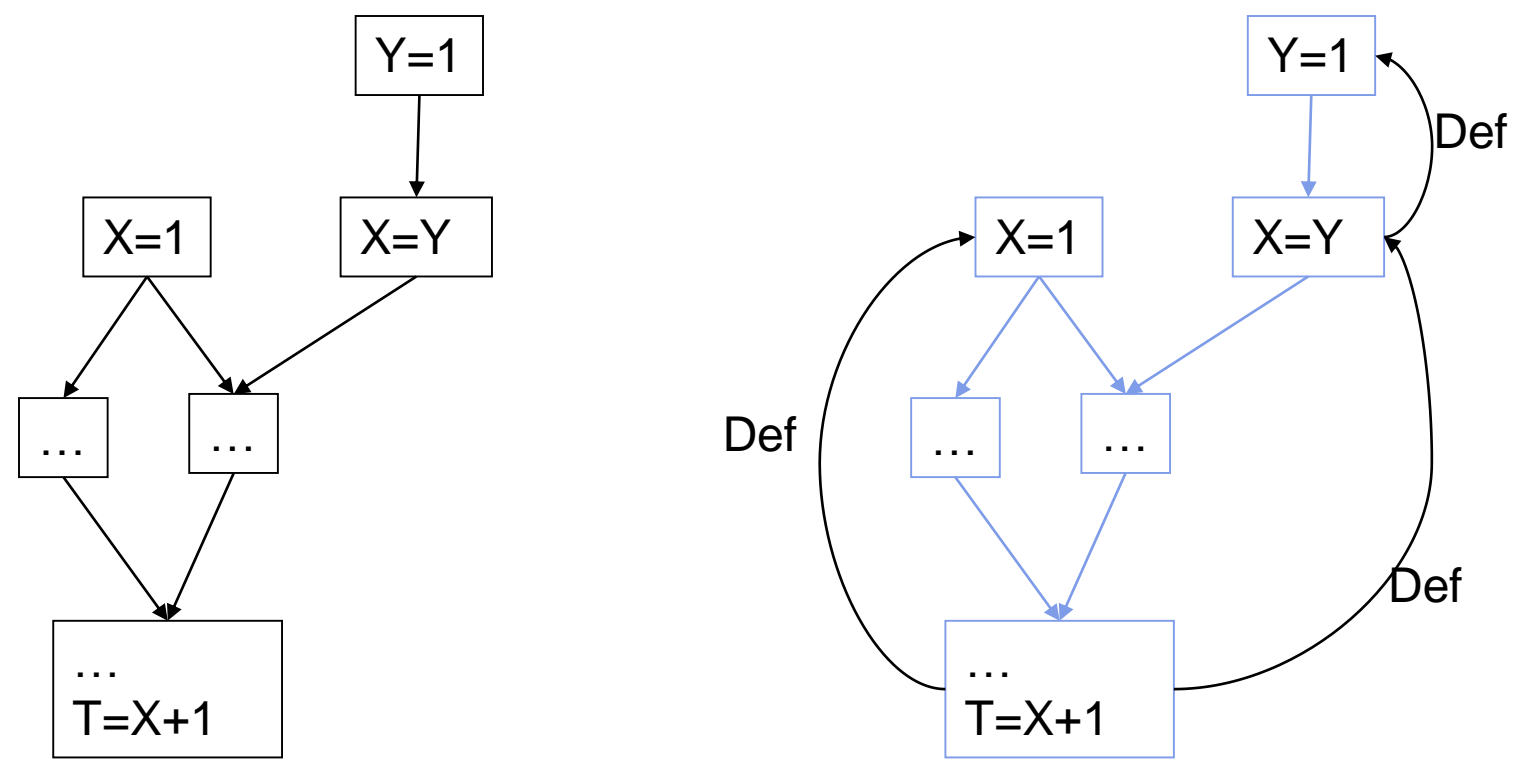 Y=1
X=1
X=Y
…
…
…
T=X+1
Y=1
Def
X=1
X=Y
Def
…
…
Def
…
T=X+1